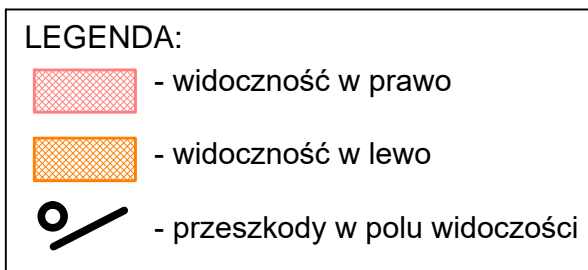 LEGENDA:
- widoczność w prawo
- widoczność w lewo
- przeszkody w polu widoczości